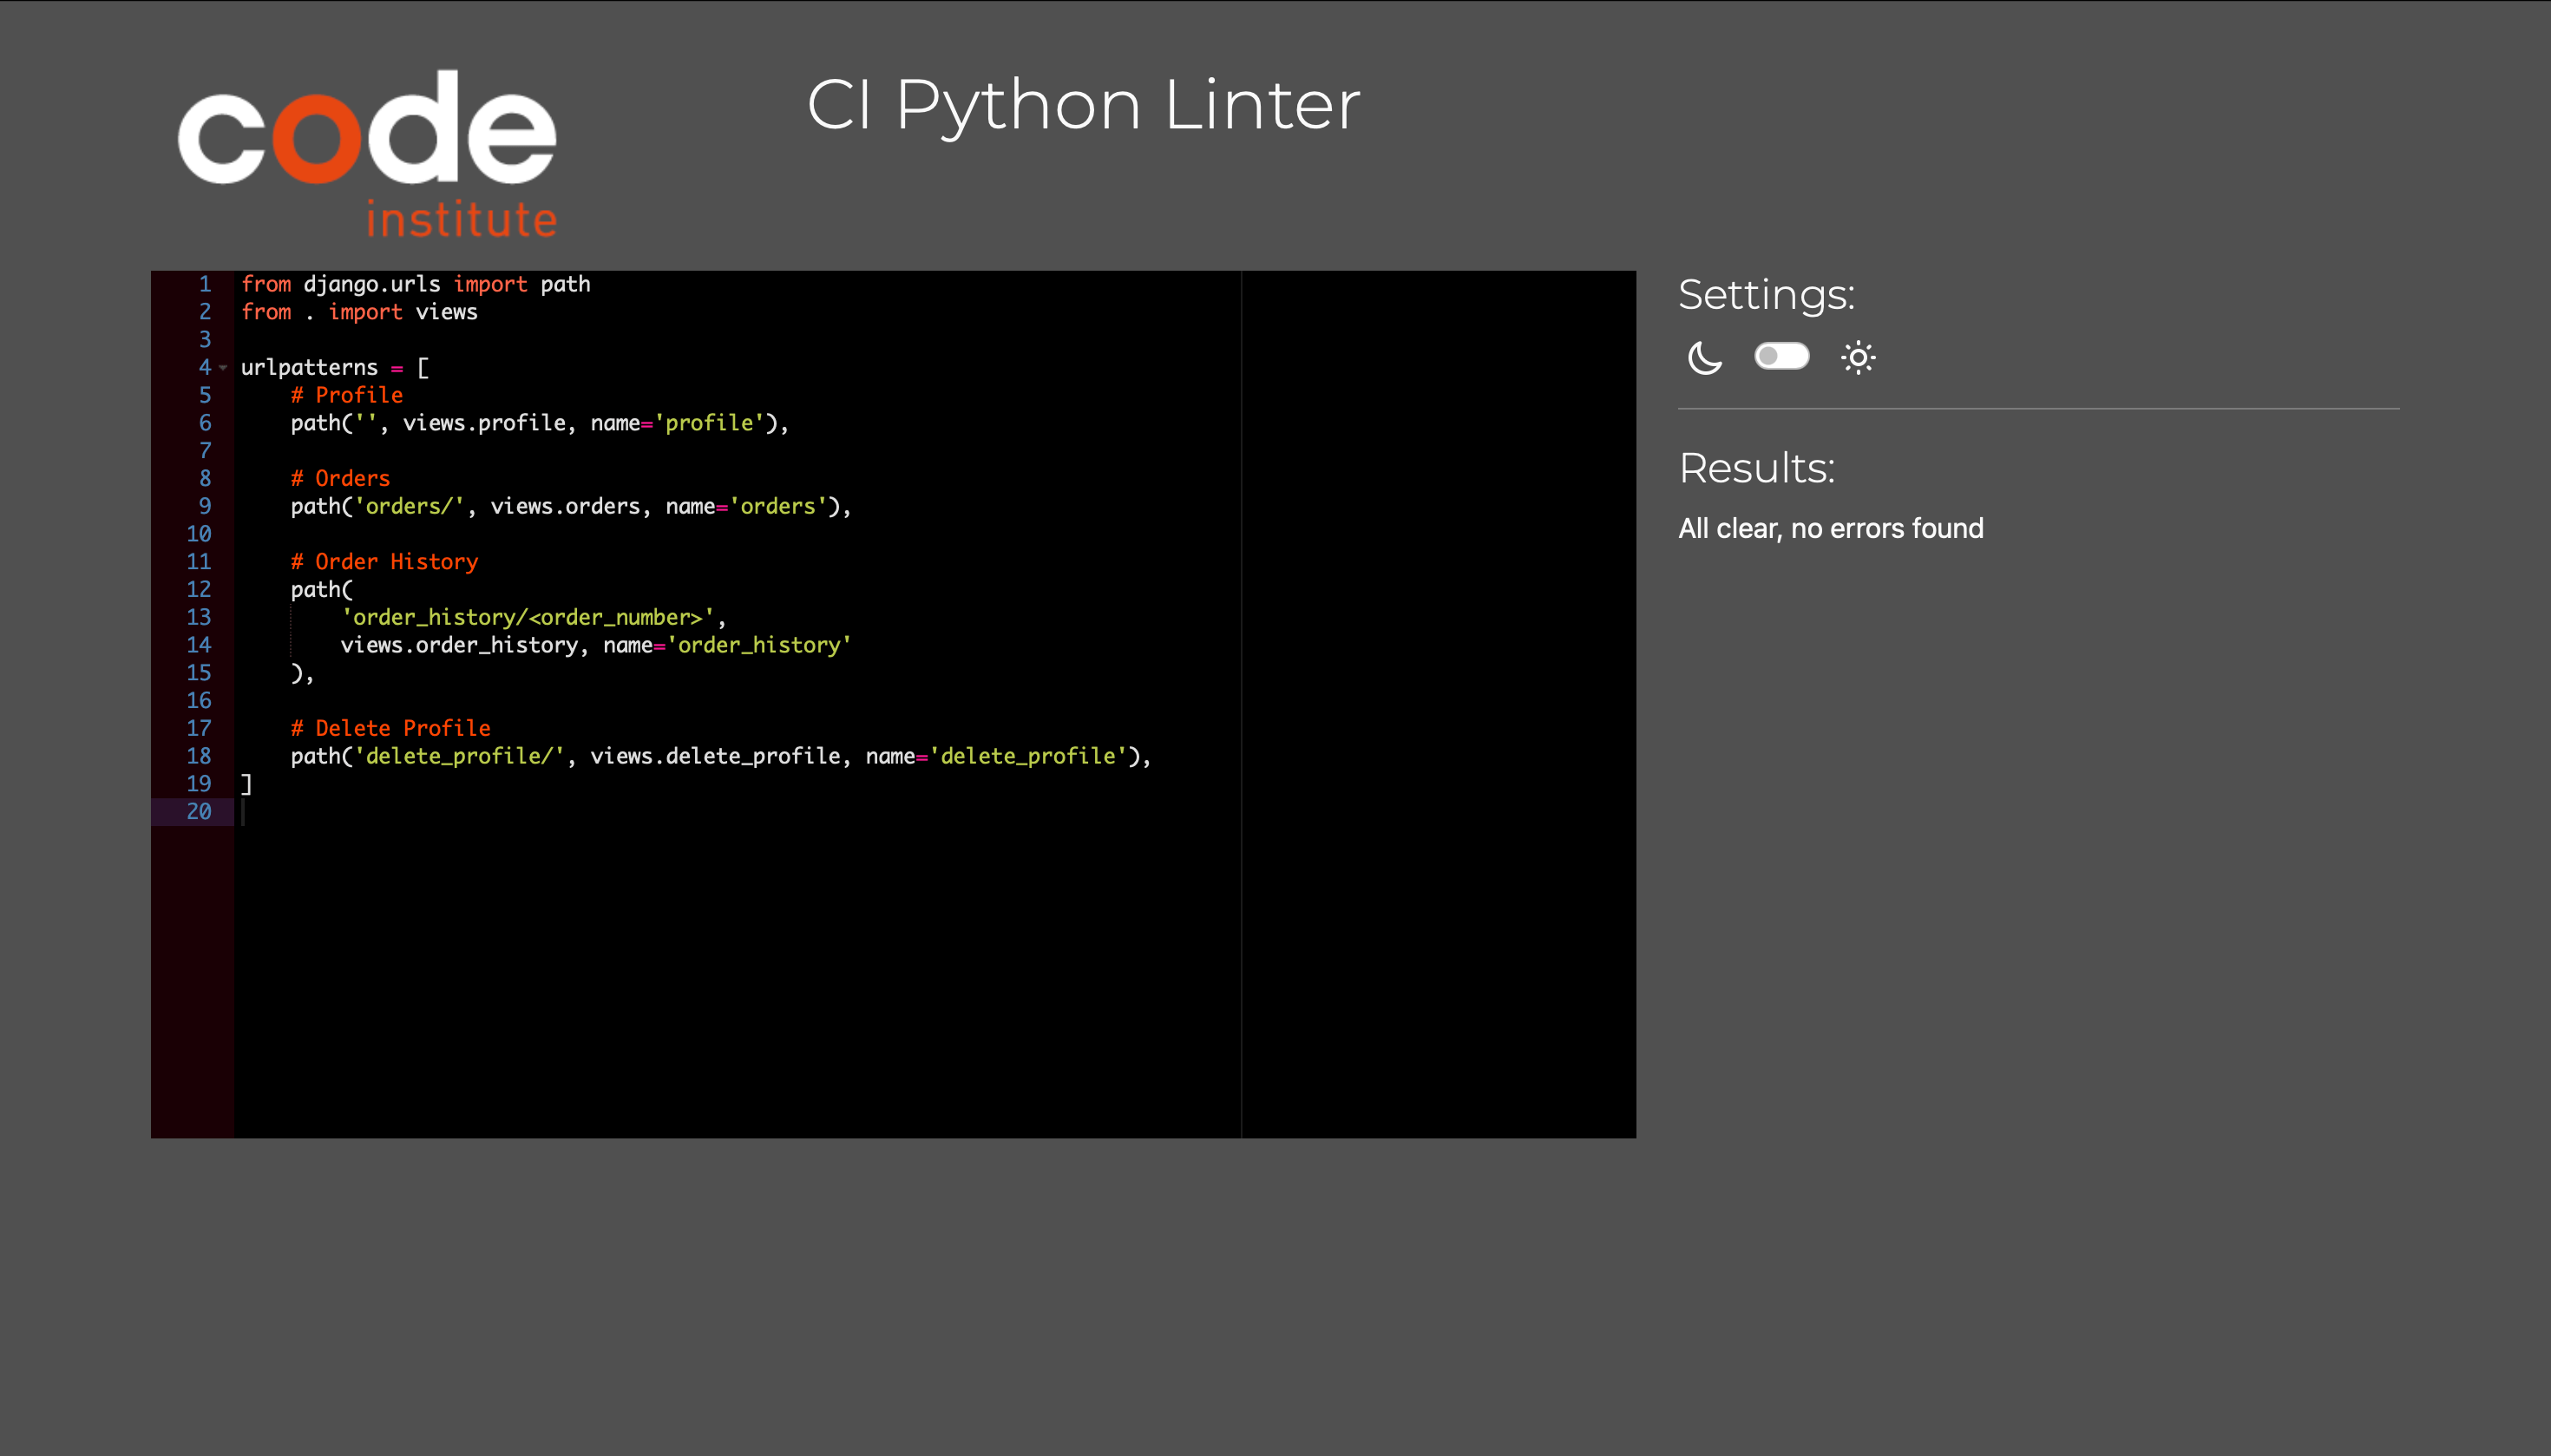 code
institute
CI Python Linter
1 from django.urls import path
2 from . import views
3
4 urlpatterns = [
5     # Profile
6     path('', views.profile, name='profile'),
7
8     # Orders
9     path('orders/', views.orders, name='orders'),
10
11     # Order History
12     path(
13         'order_history/<order_number>',
14         views.order_history, name='order_history'
15     ),
16
17     # Delete Profile
18     path('delete_profile/', views.delete_profile, name='delete_profile'),
19 ]
20
Settings:
Results:
All clear, no errors found